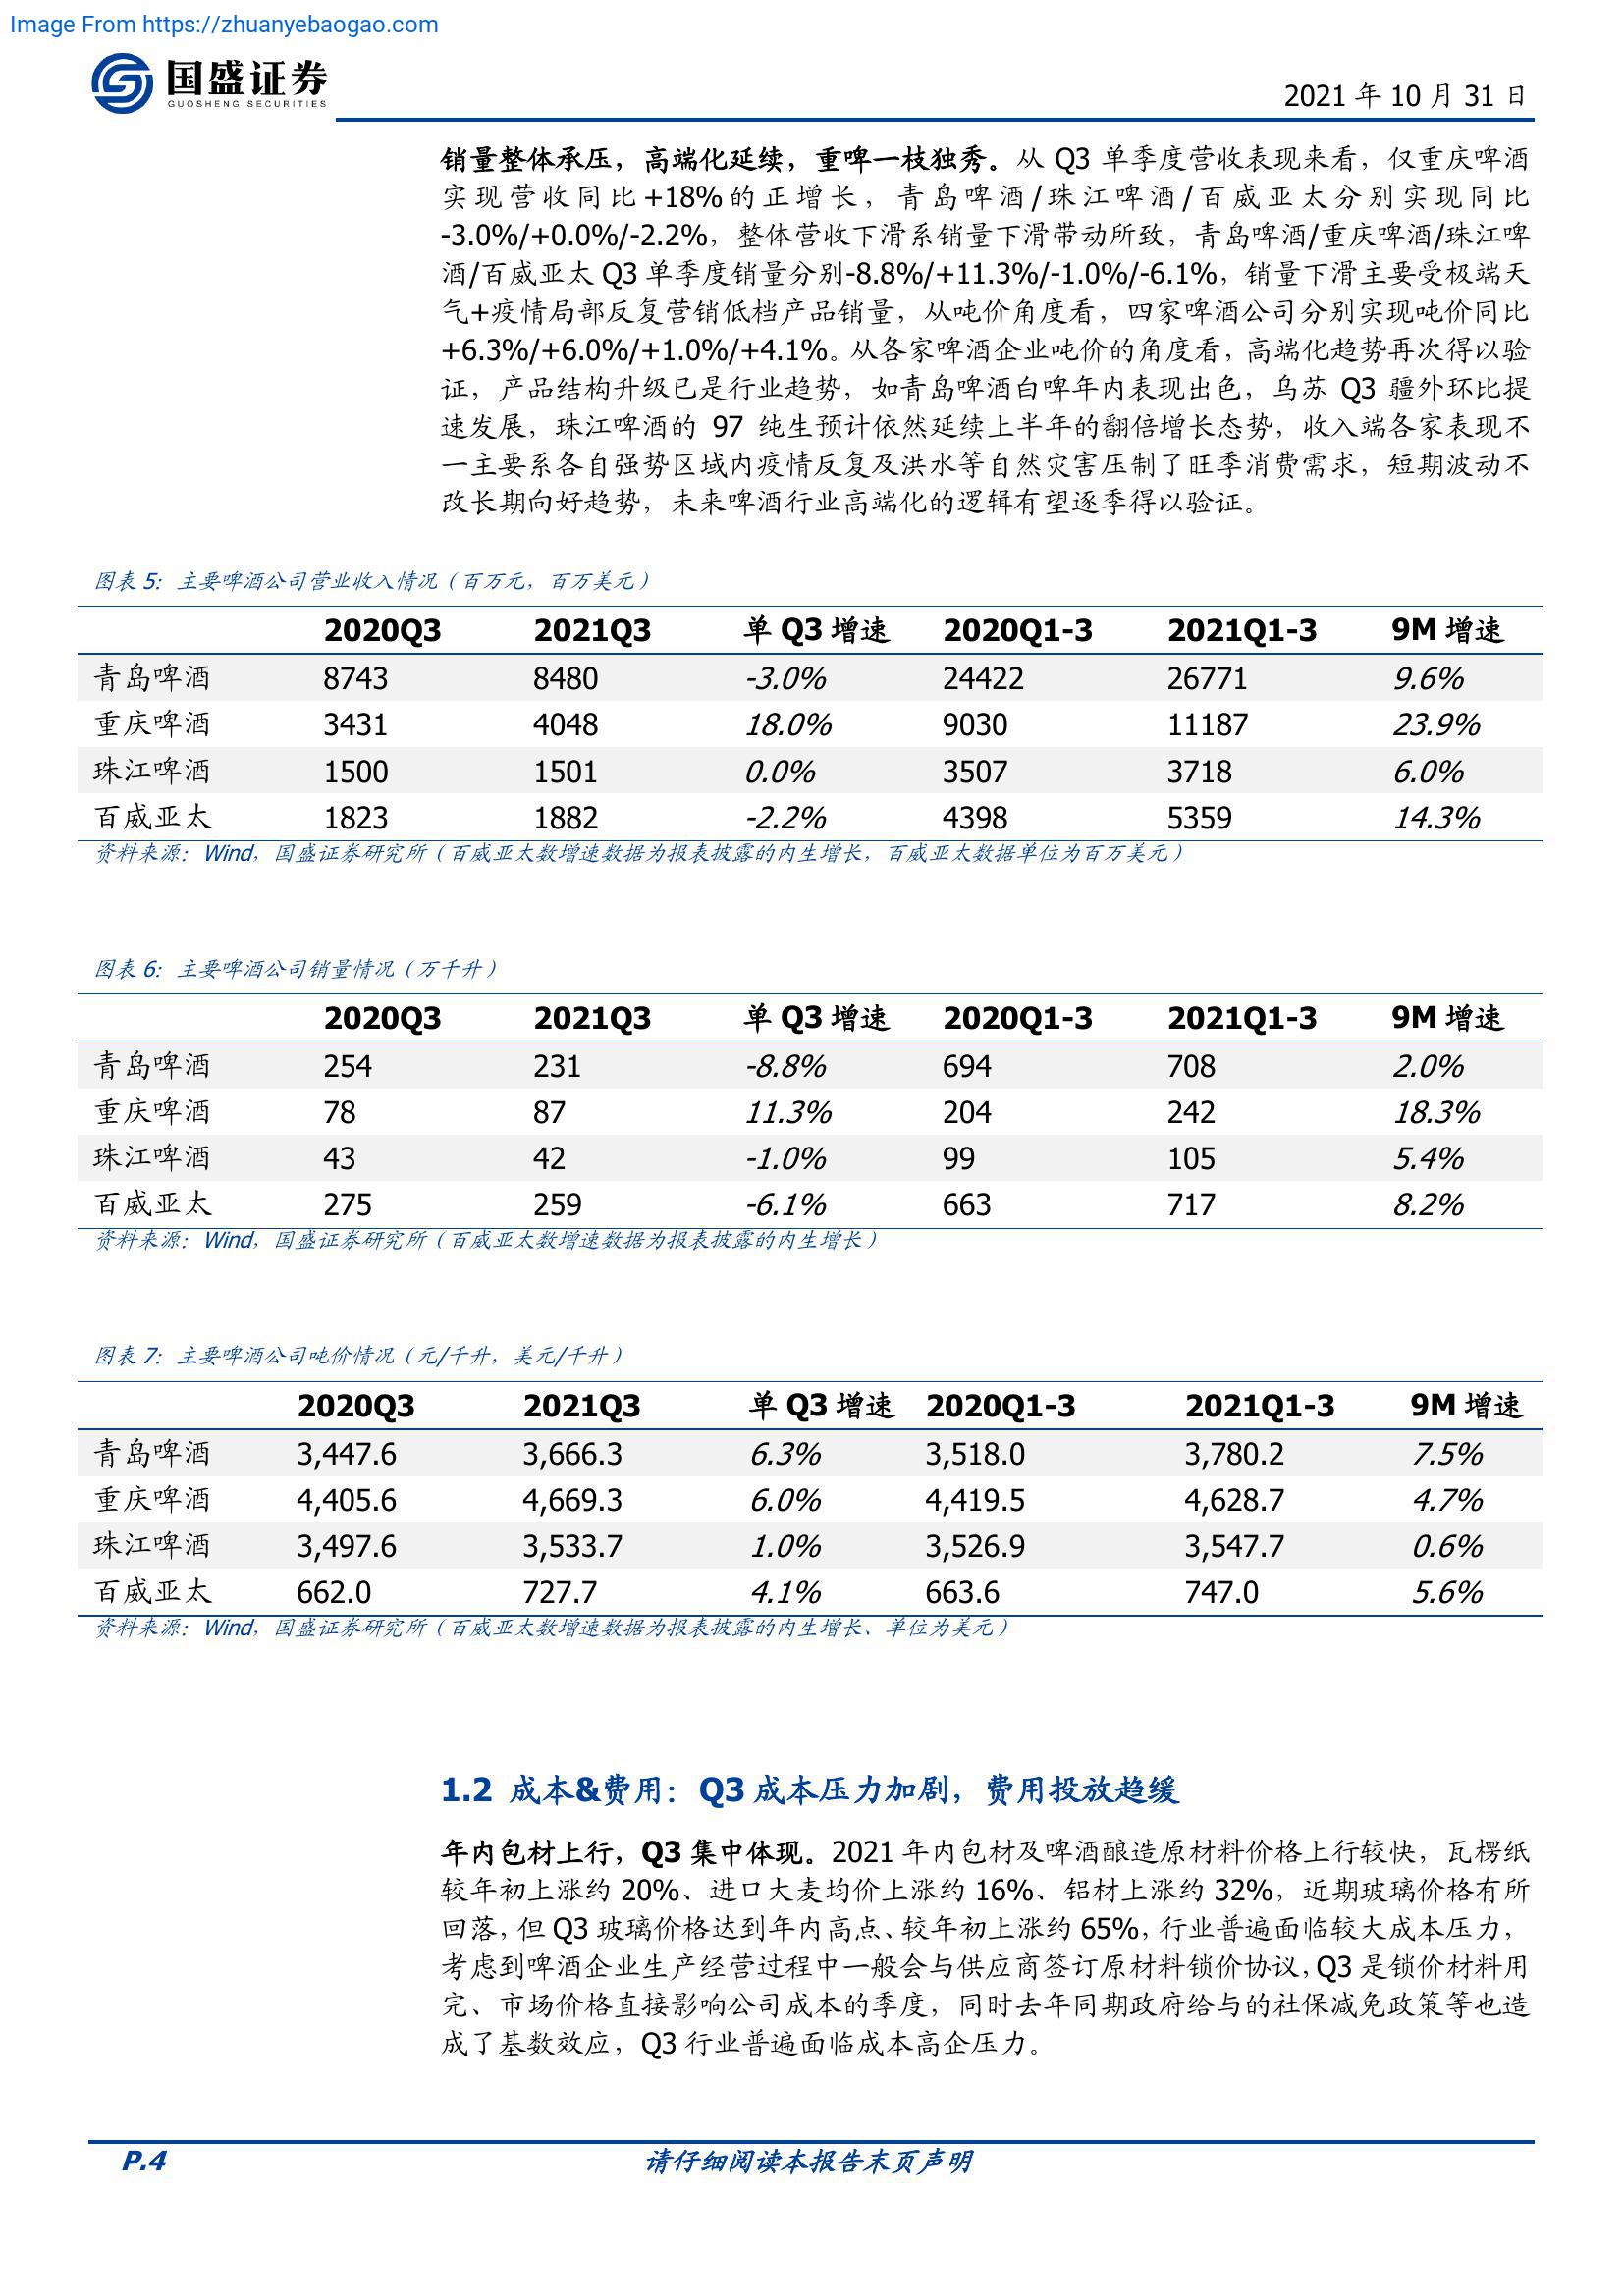 Image From https://zhuanyebaogao.com
国盛证券
GUOSHENG SECURITIES
2021 年 10 月 31 日
销量整体承压，高端化延续，重啤一枝独秀。从 Q3 单季度营收表现来看，仅重庆啤酒
实现营收同比+18%的正增长，青岛啤酒/珠江啤酒/百威亚太分别实现同比
-3.0%/+0.0%/-2.2%，整体营收下滑系销量下滑带动所致，青岛啤酒/重庆啤酒/珠江啤
酒/百威亚太 Q3 单季度销量分别-8.8%/+11.3%/-1.0%/-6.1%，销量下滑主要受极端天
气+疫情局部反复营销低档产品销量，从吨价角度看，四家啤酒公司分别实现吨价同比
+6.3%/+6.0%/+1.0%/+4.1%。从各家啤酒企业吨价的角度看，高端化趋势再次得以验
证，产品结构升级已是行业趋势，如青岛啤酒白啤年内表现出色，乌苏 Q3 疆外环比提
速发展，珠江啤酒的 97 纯生预计依然延续上半年的翻倍增长态势，收入端各家表现不
一主要系各自强势区域内疫情反复及洪水等自然灾害压制了旺季消费需求，短期波动不
改长期向好趋势，未来啤酒行业高端化的逻辑有望逐季得以验证。
图表 5：主要啤酒公司营业收入情况（百万元，百万美元）
2020Q3 2021Q3 单 Q3 增速 2020Q1-3 2021Q1-3 9M 增速
青岛啤酒 8743 8480 -3.0% 24422 26771 9.6%
重庆啤酒 3431 4048 18.0% 9030 11187 23.9%
珠江啤酒 1500 1501 0.0% 3507 3718 6.0%
百威亚太 1823 1882 -2.2% 4398 5359 14.3%
资料来源：Wind，国盛证券研究所（百威亚太数增速数据为报表披露的内生增长，百威亚太数据单位为百万美元）
图表 6：主要啤酒公司销量情况（万千升）
2020Q3 2021Q3 单 Q3 增速 2020Q1-3 2021Q1-3 9M 增速
青岛啤酒 254 231 -8.8% 694 708 2.0%
重庆啤酒 78 87 11.3% 204 242 18.3%
珠江啤酒 43 42 -1.0% 99 105 5.4%
百威亚太 275 259 -6.1% 663 717 8.2%
资料来源：Wind，国盛证券研究所（百威亚太数增速数据为报表披露的内生增长）
图表 7：主要啤酒公司吨价情况（元/千升，美元/千升）
2020Q3 2021Q3 单 Q3 增速 2020Q1-3 2021Q1-3 9M 增速
青岛啤酒 3,447.6 3,666.3 6.3% 3,518.0 3,780.2 7.5%
重庆啤酒 4,405.6 4,669.3 6.0% 4,419.5 4,628.7 4.7%
珠江啤酒 3,497.6 3,533.7 1.0% 3,526.9 3,547.7 0.6%
百威亚太 662.0 727.7 4.1% 663.6 747.0 5.6%
资料来源：Wind，国盛证券研究所（百威亚太数增速数据为报表披露的内生增长、单位为美元）
1.2 成本&费用：Q3 成本压力加剧，费用投放趋缓
年内包材上行，Q3 集中体现。2021 年内包材及啤酒酿造原材料价格上行较快，瓦楞纸
较年初上涨约 20%、进口大麦均价上涨约 16%、铝材上涨约 32%，近期玻璃价格有所
回落，但 Q3 玻璃价格达到年内高点、较年初上涨约 65%，行业普遍面临较大成本压力，
考虑到啤酒企业生产经营过程中一般会与供应商签订原材料锁价协议，Q3 是锁价材料用
完、市场价格直接影响公司成本的季度，同时去年同期政府给与的社保减免政策等也造
成了基数效应，Q3 行业普遍面临成本高企压力。
P.4 请仔细阅读本报告末页声明